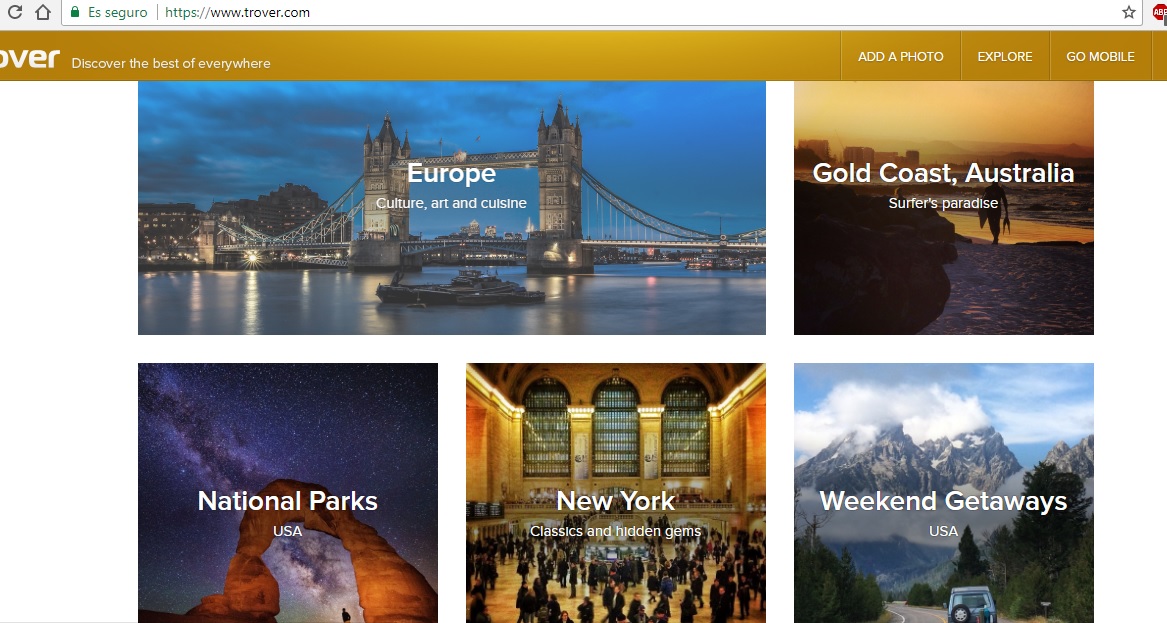 Es seguro https://www.trover.com
over Discover the best of everywhere ADD A PHOTO EXPLORE GO MOBILE
Europe
Culture, art and cuisine
Gold Coast, Australia
Surfer's paradise
National Parks
USA
New York
Classics and hidden gems
Weekend Getaways
USA